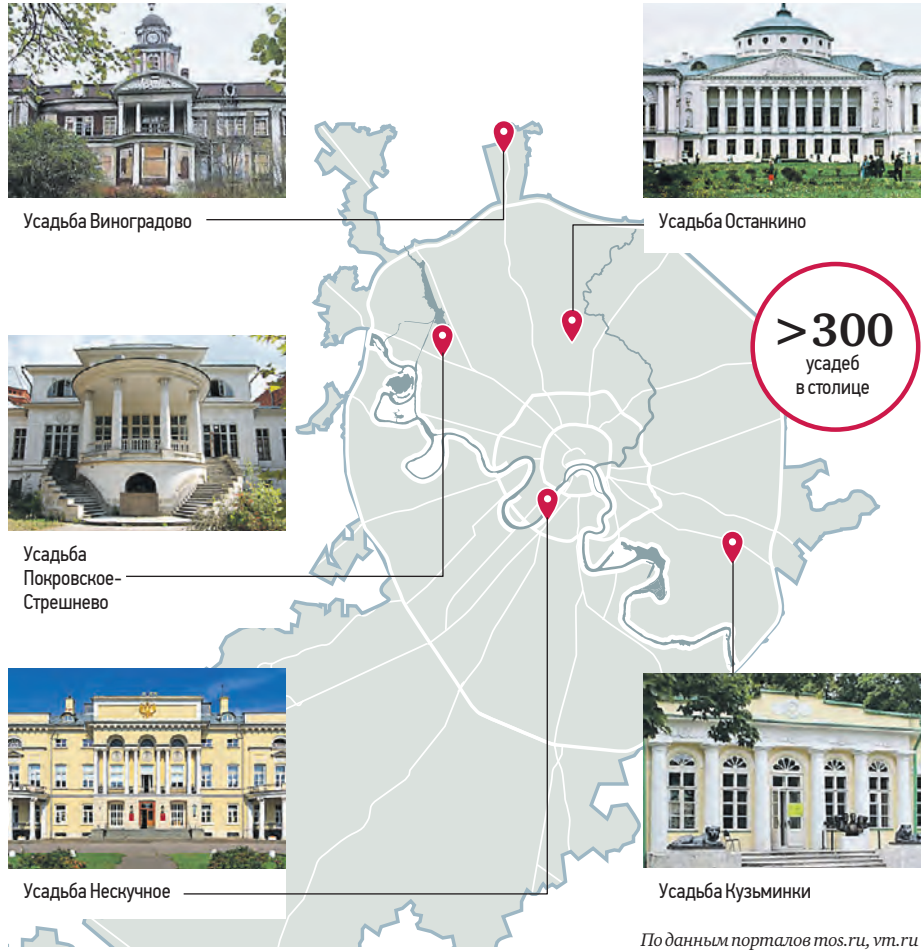 Усадьба Виноградово
Усадьба Останкино
>300
усадеб
в столице
Усадьба
Покровское-
Стрешнево
Усадьба Нескучное
Усадьба Кузьминки
По данным порталов mos.ru, vm.ru